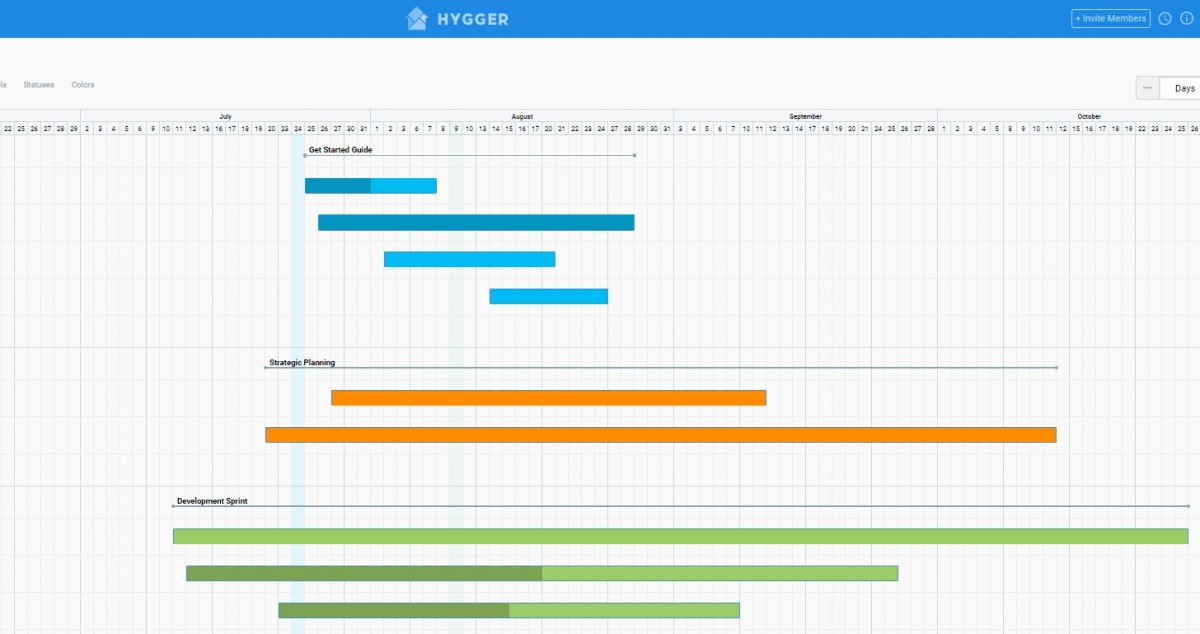 HYGGER
+ Invite Members
ls Statuses Colors
Days
July August September October
22 25 26 27 28 29 2 3 4 5 6 9 10 11 12 13 16 17 18 19 20 23 24 25 26 27 30 31 1 2 3 6 7 8 9 10 13 14 15 16 17 20 21 22 23 24 27 28 29 30 31 3 4 5 6 7 10 11 12 13 14 17 18 19 20 21 24 25 26 27 28 1 2 3 4 5 8 9 10 11 12 15 16 17 18 19 22 23 24 25 26
Get Started Guide
Strategic Planning
Development Sprint